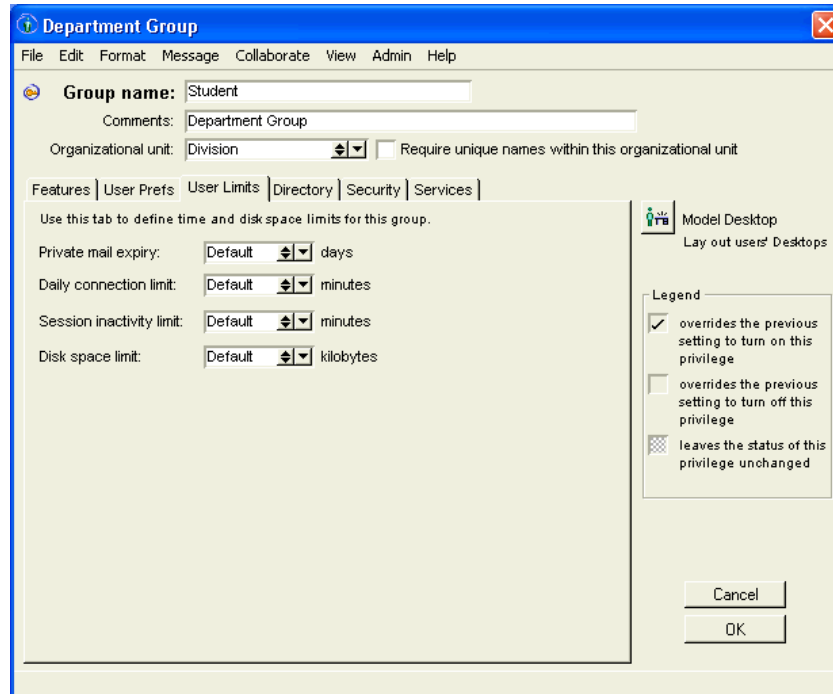 Department Group
File Edit Format Message Collaborate View Admin Help
Group name: Student
Comments: Department Group
Organizational unit: Division Require unique names within this organizational unit
Features User Prefs User Limits Directory Security Services
Use this tab to define time and disk space limits for this group.
Private mail expiry: Default days
Daily connection limit: Default minutes
Session inactivity limit: Default minutes
Disk space limit: Default kilobytes
Model Desktop
Lay out users' Desktops
Legend
overrides the previous
setting to turn on this
privilege
overrides the previous
setting to turn off this
privilege
leaves the status of this
privilege unchanged
Cancel
OK